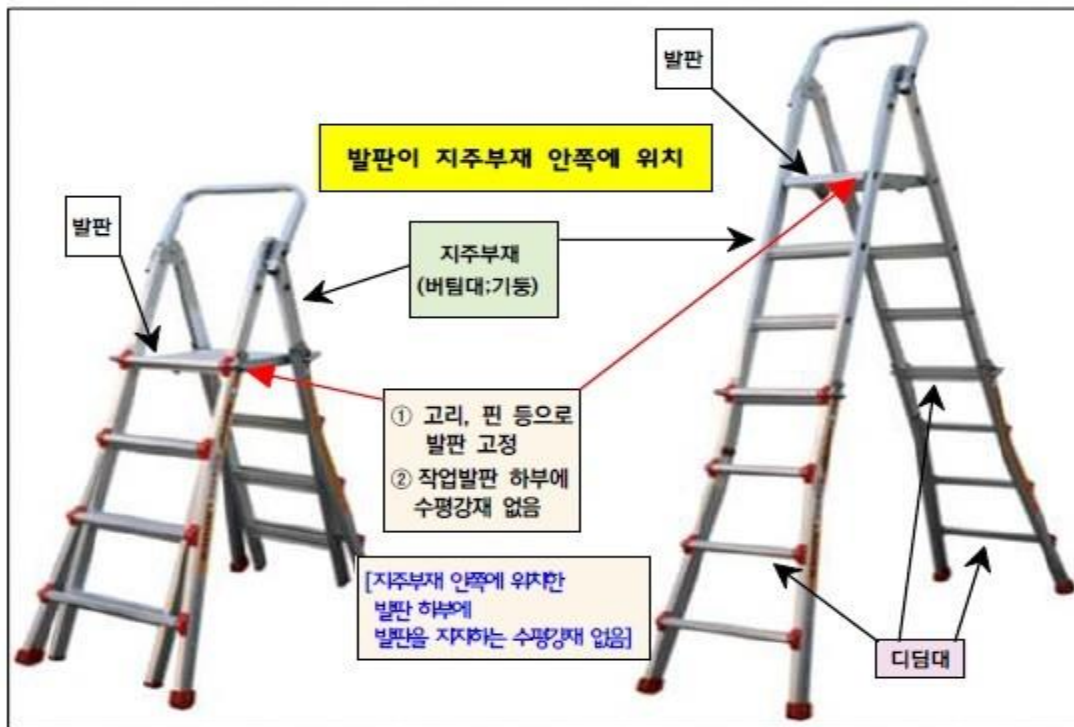 발판
발판이 지주부재 안쪽에 위치
발판
지주부재
(버팀대;기둥)
① 고리, 핀 등으로
발판 고정
② 작업발판 하부에
수평강재 없음
[지주부재 안쪽에 위치한
발판 하부에
발판을 지지하는 수평강재 없음]
디딤대